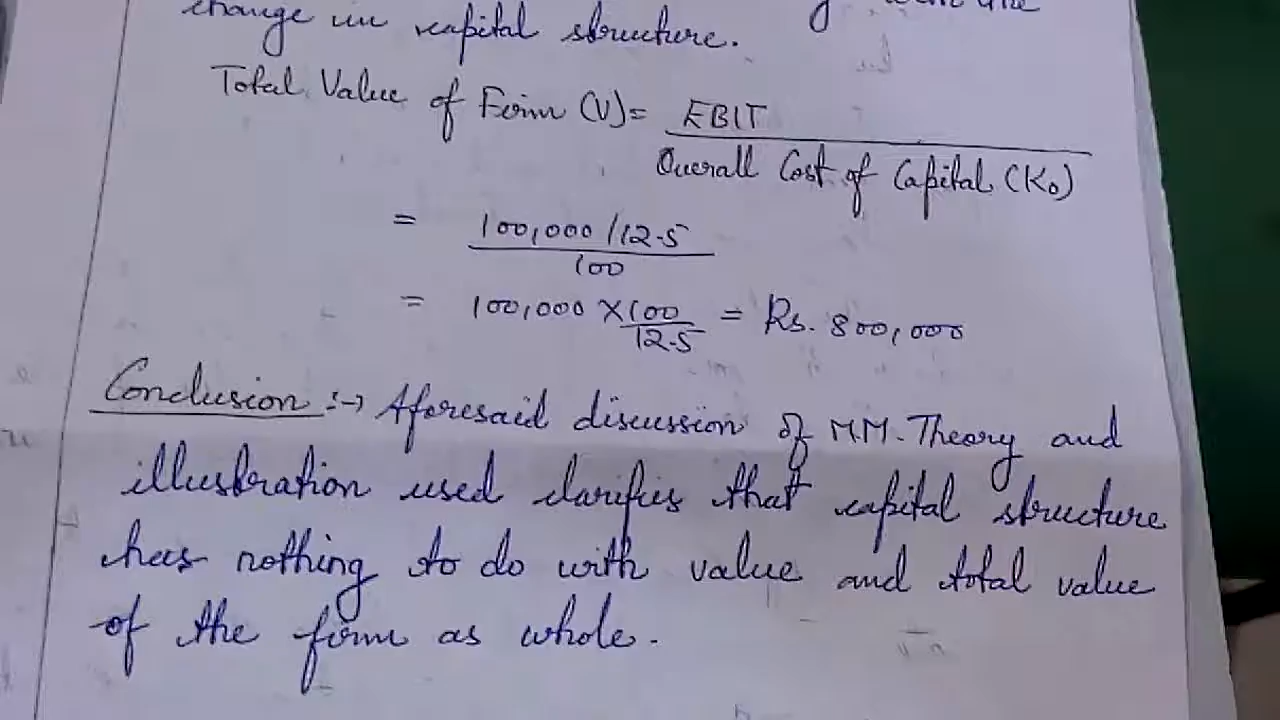 change in capital structure.
Total Value of Firm (V) = EBIT
Overall Cost of Capital (Ko)
= 100,000 /12.5
100
= 100,000 × 100 = Rs. 800,000
12.5
Conclusion :-> Aforesaid discussion of M.M. Theory and
illustration used clarifies that capital structure
has nothing to do with value and total value
of the firm as whole.